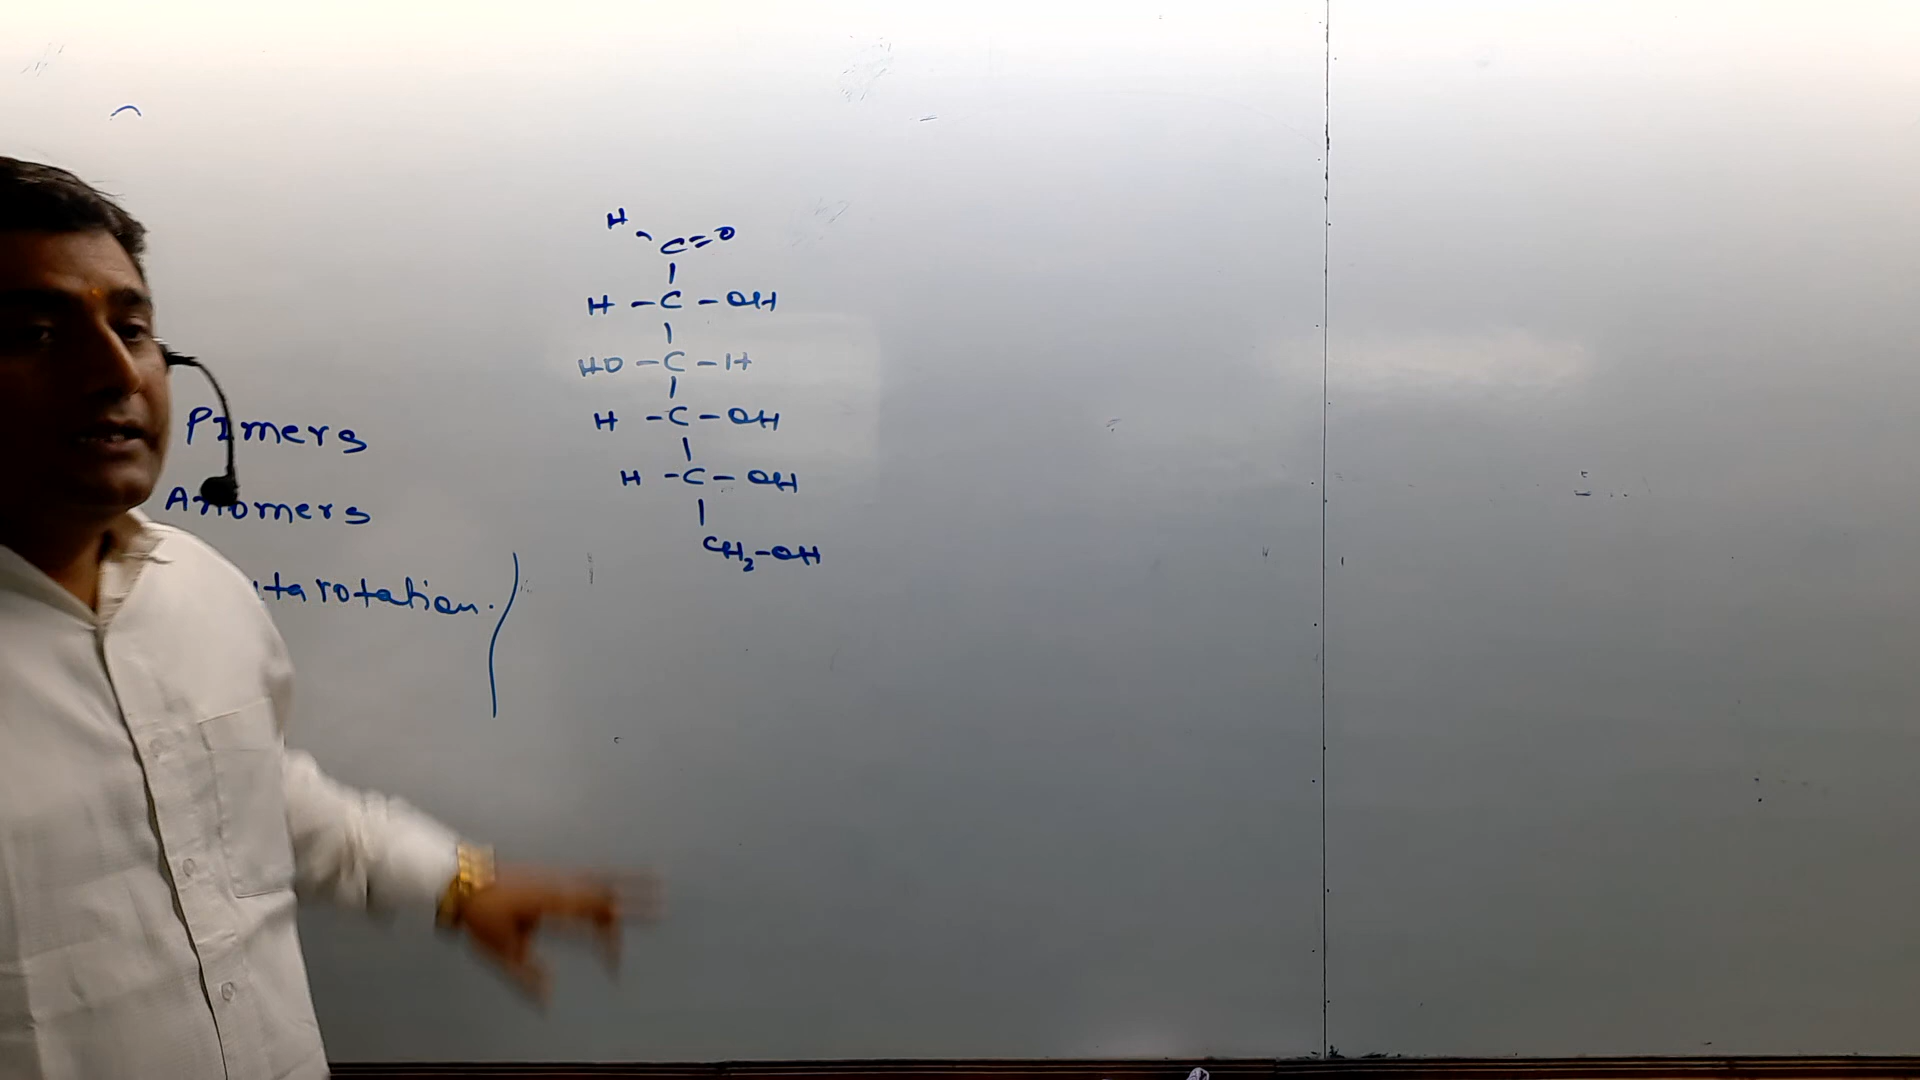 H
C=O
H-C-OH
HO-C-H
H-C-OH
H-C-OH
CH₂-OH
Pimers
Anomers
tarotation.